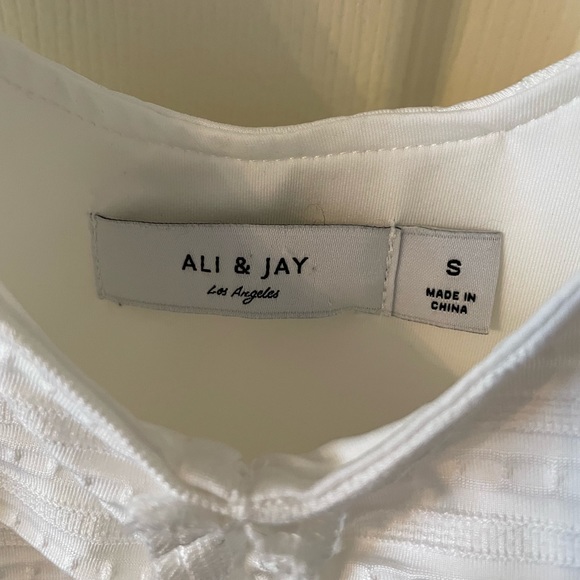 ALI & JAY
Los Angeles
S
MADE IN
CHINA